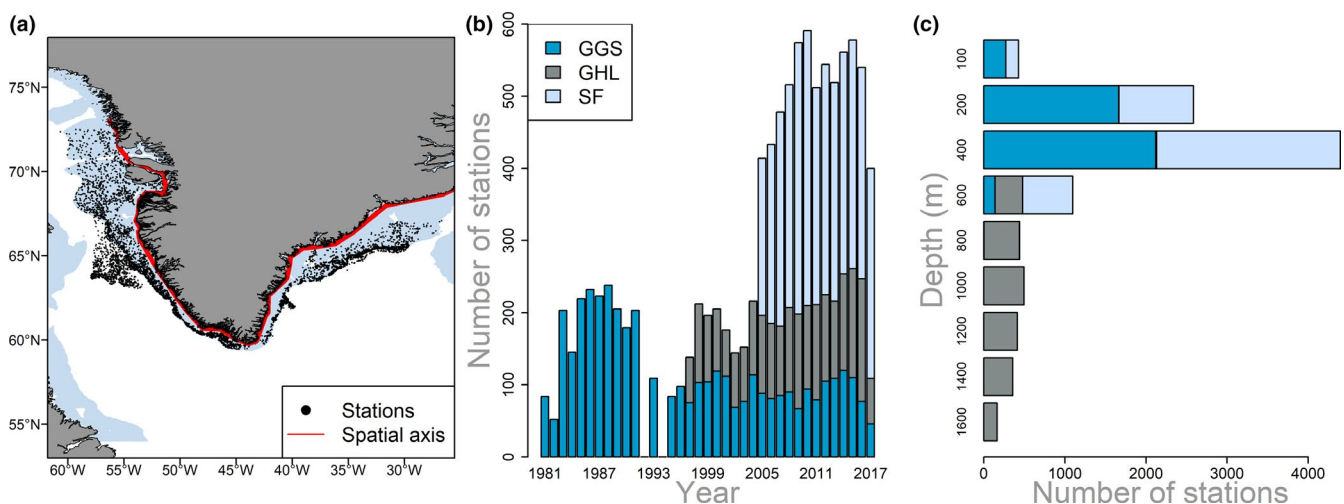 (a)
75°N
70°N
65°N
60°N
55°N
Stations
Spatial axis
60°W 55°W 50°W 45°W 40°W 35°W 30°W
(b)
Number of stations
600
500
400
300
200
100
0
GGS
GHL
SF
1981 1987 1993 1999 2005 2011 2017
Year
(c)
Depth (m)
100
200
400
600
800
1000
1200
1400
1600
0 1000 2000 3000 4000
Number of stations